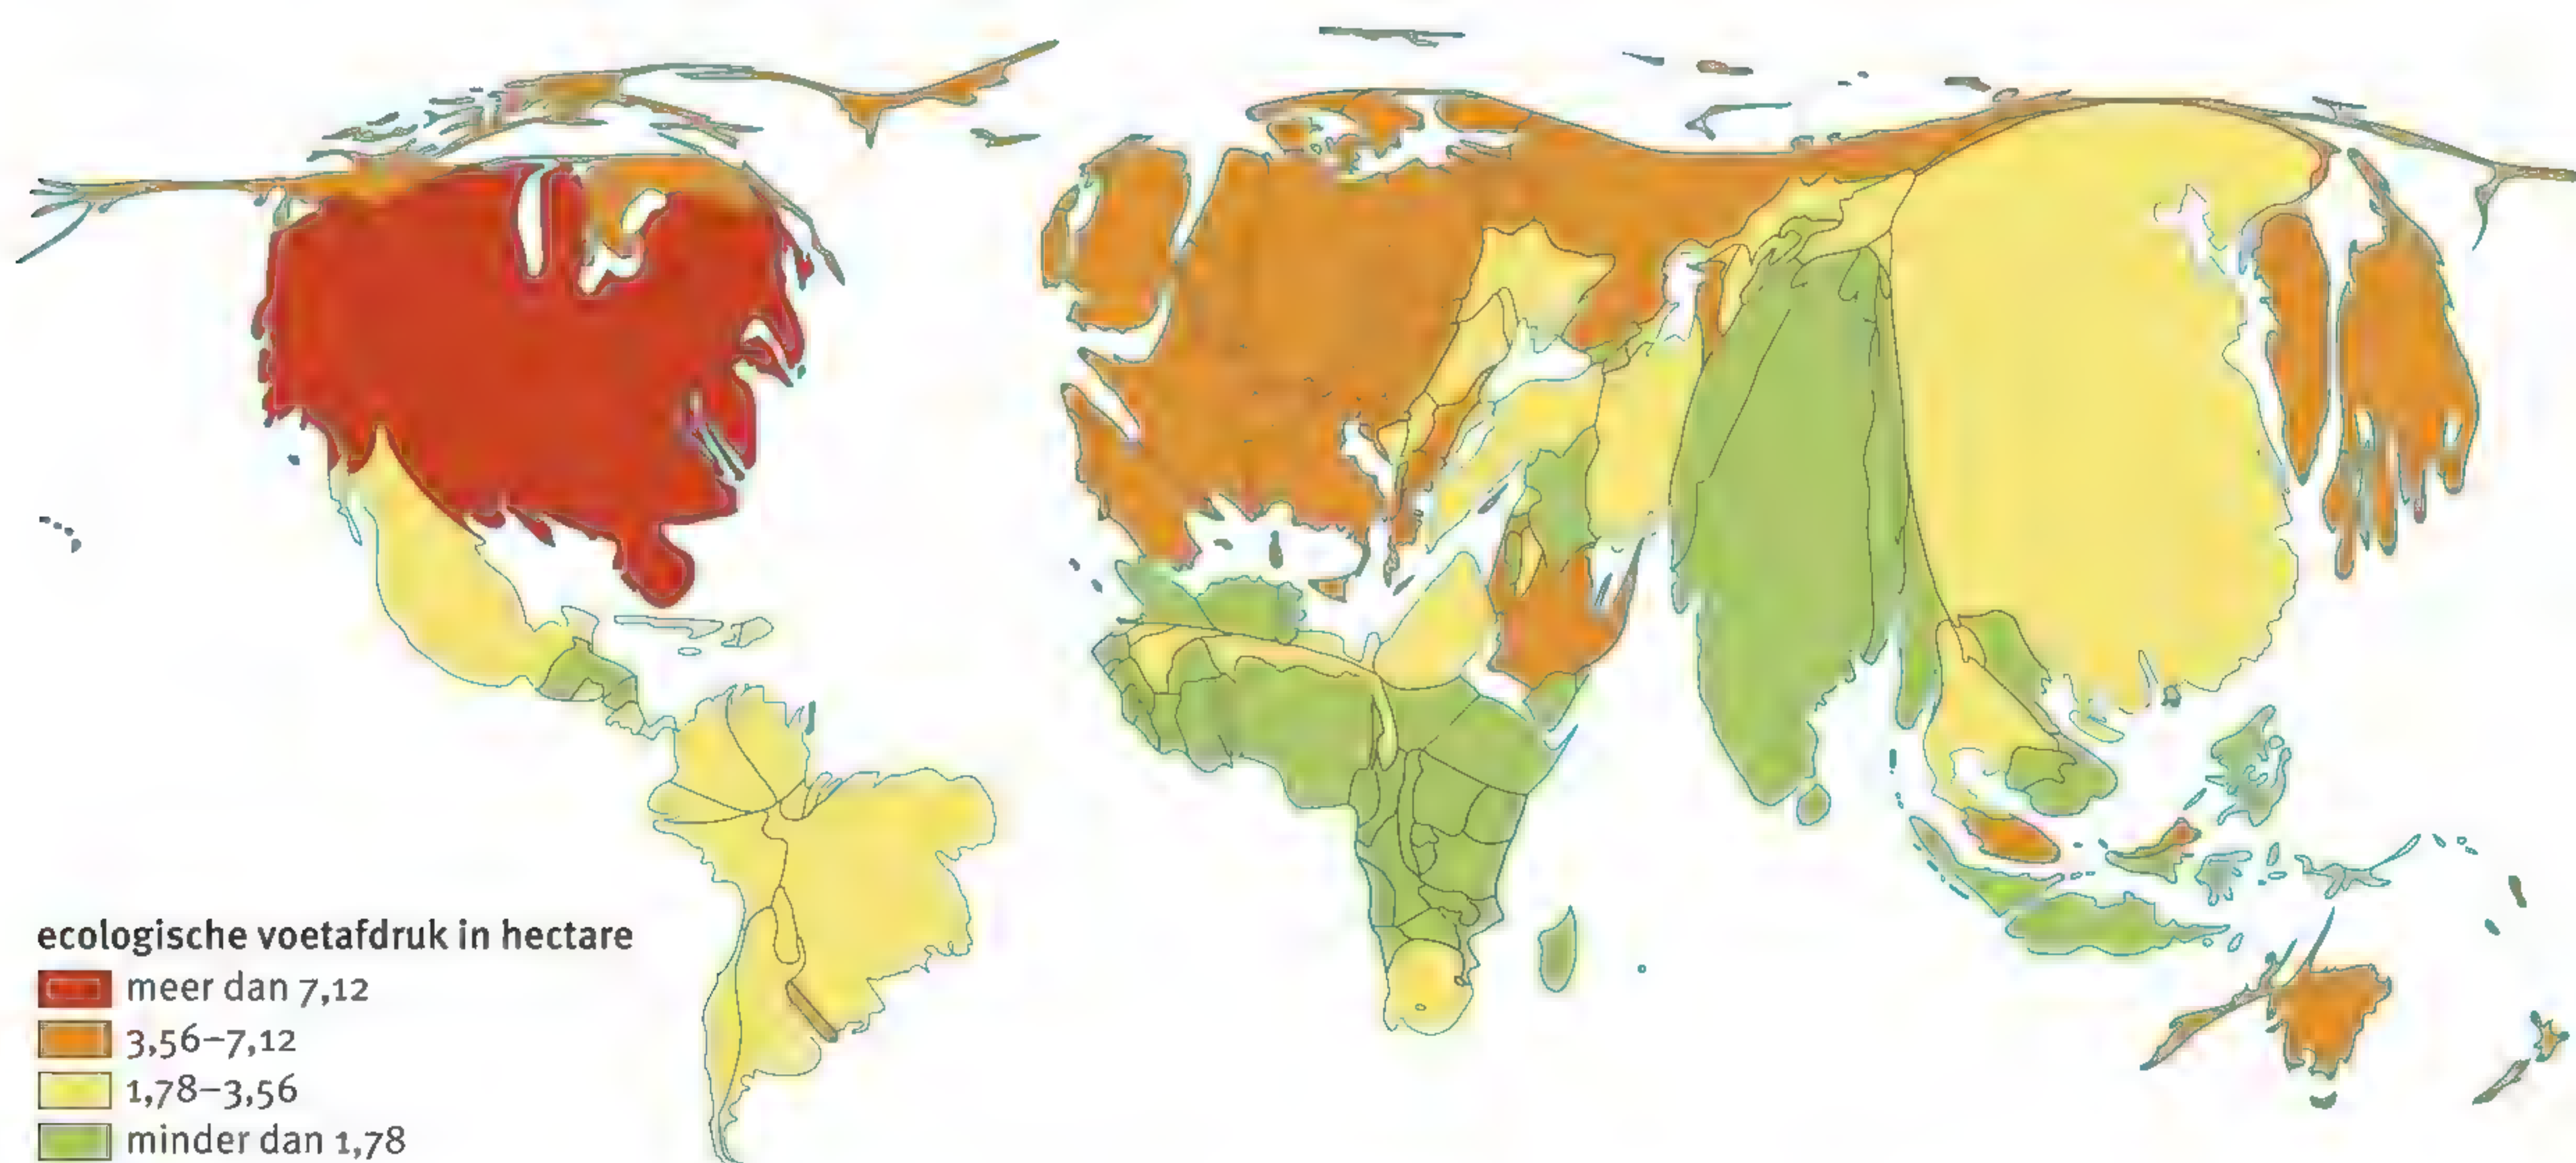 ecologische voetafdruk in hectare
meer dan 7,12
3,56–7,12
1,78–3,56
minder dan 1,78